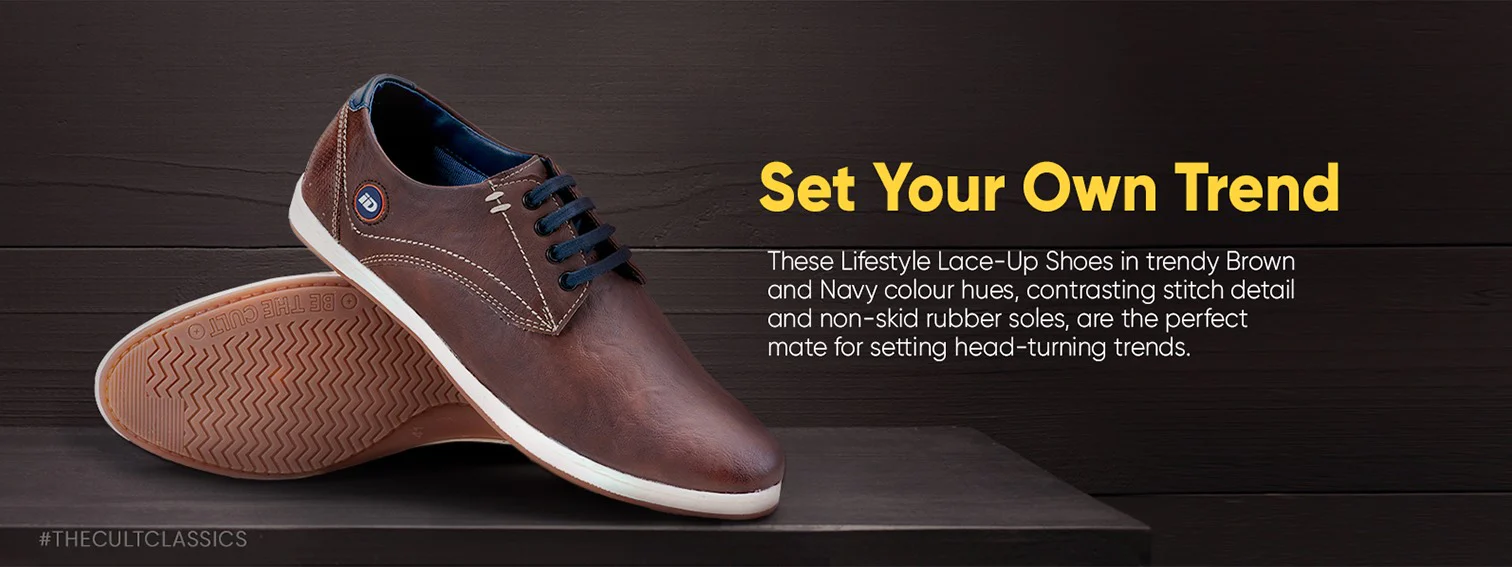 Set Your Own Trend
These Lifestyle Lace-Up Shoes in trendy Brown
and Navy colour hues, contrasting stitch detail
and non-skid rubber soles, are the perfect
mate for setting head-turning trends.
iD
BE THE CULT
#THECULTCLASSICS